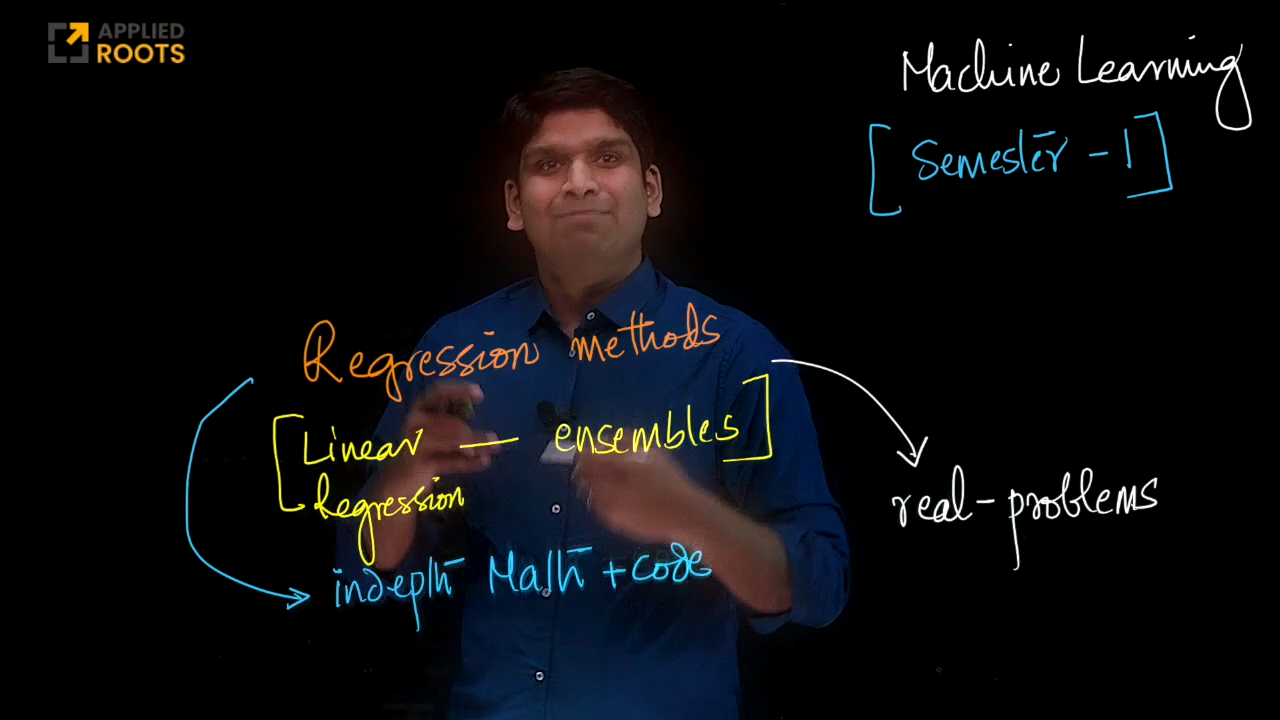 APPLIED
ROOTS
Machine Learning
[Semester - 1]
Regression methods
[Linear — ensembles]
Regression
real-problems
indepth Math + code